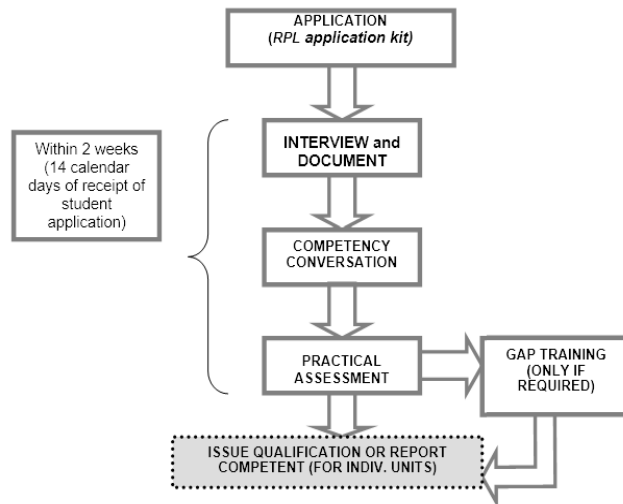 APPLICATION
(RPL application kit)
INTERVIEW and
DOCUMENT
Within 2 weeks
(14 calendar
days of receipt of
student
application)
COMPETENCY
CONVERSATION
PRACTICAL
ASSESSMENT
GAP TRAINING
(ONLY IF
REQUIRED)
ISSUE QUALIFICATION OR REPORT
COMPETENT (FOR INDIV. UNITS)